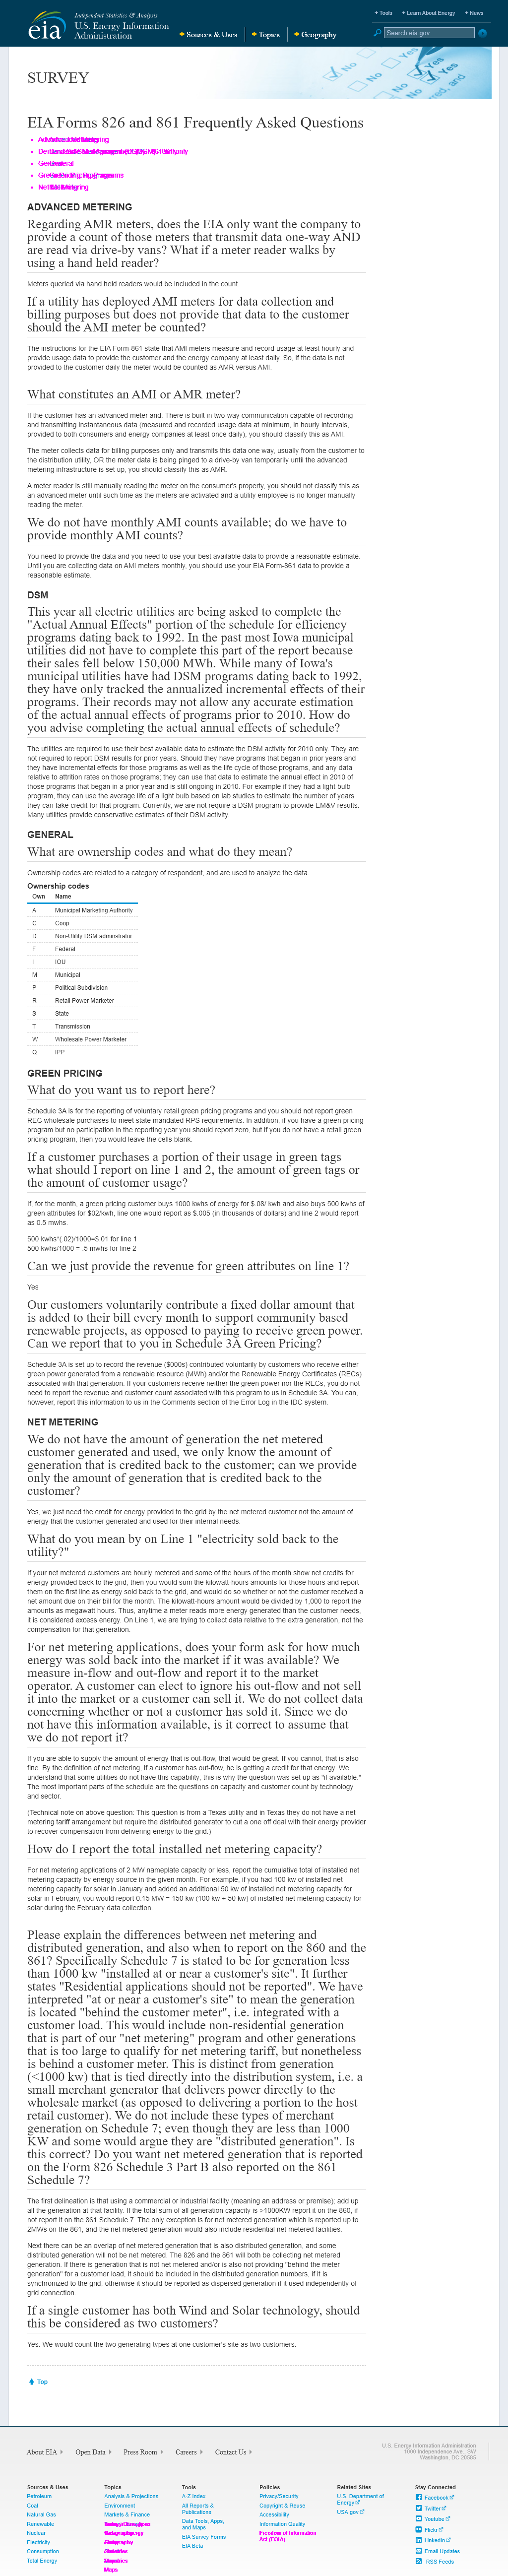 + Tools + Learn About Energy + News
eia
Independent Statistics & Analysis
U.S. Energy Information
Administration
+ Sources & Uses + Topics + Geography
Search eia.gov
SURVEY
EIA Forms 826 and 861 Frequently Asked Questions
Advanced Metering
General
Green Pricing Programs
Net Metering
ADVANCED METERING
Regarding AMR meters, does the EIA only want the company to
provide a count of those meters that transmit data one-way AND
are read via drive-by vans? What if a meter reader walks by
using a hand held reader?
Meters queried via hand held readers would be included in the count.
If a utility has deployed AMI meters for data collection and
billing purposes but does not provide that data to the customer
should the AMI meter be counted?
The instructions for the EIA Form-861 state that AMI meters measure and record usage at least hourly and
provide usage data to provide the customer and the energy company at least daily. So, if the data is not
provided to the customer daily the meter would be counted as AMR versus AMI.
What constitutes an AMI or AMR meter?
If the customer has an advanced meter and: There is built in two-way communication capable of recording
and transmitting instantaneous data (measured and recorded usage data at minimum, in hourly intervals,
provided to both consumers and energy companies at least once daily), you should classify this as AMI.
The meter collects data for billing purposes only and transmits this data one way, usually from the customer to
the distribution utility, OR the meter data is being pinged to a drive-by van temporarily until the advanced
metering infrastructure is set up, you should classify this as AMR.
A meter reader is still manually reading the meter on the consumer's property, you should not classify this as
an advanced meter until such time as the meters are activated and a utility employee is no longer manually
reading the meter.
We do not have monthly AMI counts available; do we have to
provide monthly AMI counts?
You need to provide the data and you need to use your best available data to provide a reasonable estimate.
Until you are collecting data on AMI meters monthly, you should use your EIA Form-861 data to provide a
reasonable estimate.
DSM
This year all electric utilities are being asked to complete the
"Actual Annual Effects" portion of the schedule for efficiency
programs dating back to 1992. In the past most Iowa municipal
utilities did not have to complete this part of the report because
their sales fell below 150,000 MWh. While many of Iowa's
municipal utilities have had DSM programs dating back to 1992,
they have only tracked the annualized incremental effects of their
programs. Their records may not allow any accurate estimation
of the actual annual effects of programs prior to 2010. How do
you advise completing the actual annual effects of schedule?
The utilities are required to use their best available data to estimate the DSM activity for 2010 only. They are
not required to report DSM results for prior years. Should they have programs that began in prior years and
they have incremental effects for those programs as well as the life cycle of those programs, and any data
relative to attrition rates on those programs, they can use that data to estimate the annual effect in 2010 of
those programs that began in a prior year and is still ongoing in 2010. For example if they had a light bulb
program, they can use the average life of a light bulb based on lab studies to estimate the number of years
they can take credit for that program. Currently, we are not require a DSM program to provide EM&V results.
Many utilities provide conservative estimates of their DSM activity.
GENERAL
What are ownership codes and what do they mean?
Ownership codes are related to a category of respondent, and are used to analyze the data.
Ownership codes
Own Name
A Municipal Marketing Authority
C Coop
D Non-Utility DSM adminstrator
F Federal
I IOU
M Municipal
P Political Subdivision
R Retail Power Marketer
S State
T Transmission
W Wholesale Power Marketer
Q IPP
GREEN PRICING
What do you want us to report here?
Schedule 3A is for the reporting of voluntary retail green pricing programs and you should not report green
REC wholesale purchases to meet state mandated RPS requirements. In addition, if you have a green pricing
program but no participation in the reporting year you should report zero, but if you do not have a retail green
pricing program, then you would leave the cells blank.
If a customer purchases a portion of their usage in green tags
what should I report on line 1 and 2, the amount of green tags or
the amount of customer usage?
If, for the month, a green pricing customer buys 1000 kwhs of energy for $.08/ kwh and also buys 500 kwhs of
green attributes for $02/kwh, line one would report as $.005 (in thousands of dollars) and line 2 would report
as 0.5 mwhs.
500 kwhs*(.02)/1000=$.01 for line 1
500 kwhs/1000 = .5 mwhs for line 2
Can we just provide the revenue for green attributes on line 1?
Yes
Our customers voluntarily contribute a fixed dollar amount that
is added to their bill every month to support community based
renewable projects, as opposed to paying to receive green power.
Can we report that to you in Schedule 3A Green Pricing?
Schedule 3A is set up to record the revenue ($000s) contributed voluntarily by customers who receive either
green power generated from a renewable resource (MWh) and/or the Renewable Energy Certificates (RECs)
associated with that generation. If your customers receive neither the green power nor the RECs, you do not
need to report the revenue and customer count associated with this program to us in Schedule 3A. You can,
however, report this information to us in the Comments section of the Error Log in the IDC system.
NET METERING
We do not have the amount of generation the net metered
customer generated and used, we only know the amount of
generation that is credited back to the customer; can we provide
only the amount of generation that is credited back to the
customer?
Yes, we just need the credit for energy provided to the grid by the net metered customer not the amount of
energy that the customer generated and used for their internal needs.
What do you mean by on Line 1 "electricity sold back to the
utility?"
If your net metered customers are hourly metered and some of the hours of the month show net credits for
energy provided back to the grid, then you would sum the kilowatt-hours amounts for those hours and report
them on the first line as energy sold back to the grid, and would do so whether or not the customer received a
net amount on their bill for the month. The kilowatt-hours amount would be divided by 1,000 to report the
amounts as megawatt hours. Thus, anytime a meter reads more energy generated than the customer needs,
it is considered excess energy. On Line 1, we are trying to collect data relative to the extra generation, not the
compensation for that extra generation.
For net metering applications, does your form ask for how much
energy was sold back into the market if it was available? We
measure in-flow and out-flow and report it to the market
operator. A customer can elect to ignore his out-flow and not sell
it into the market or a customer can sell it. We do not collect data
concerning whether or not a customer has sold it. Since we do
not have this information available, is it correct to assume that
we do not report it?
If you are able to supply the amount of energy that is out-flow, that would be great. If you cannot, that is also
fine. By the definition of net metering, if a customer has out-flow, he is getting a credit for that energy. We
understand that some utilities do not have this capability; this is why the question was set up as "if available."
The most important parts of the schedule are the questions on capacity and customer count by technology
and sector.
(Technical note on above question: This question is from a Texas utility and in Texas they do not have a net
metering tariff arrangement but require the distributed generator to cut a one off deal with their energy provider
to recover compensation from delivering energy to the grid.)
How do I report the total installed net metering capacity?
For net metering applications of 2 MW nameplate capacity or less, report the cumulative total of installed net
metering capacity by energy source in the given month. For example, if you had 100 kw of installed net
metering capacity for solar in January and added an additional 50 kw of installed net metering capacity for
solar in February, you would report 0.15 MW = 150 kw (100 kw + 50 kw) of installed net metering capacity for
solar during the February data collection.
Please explain the differences between net metering and
distributed generation, and also when to report on the 860 and the
861? Specifically Schedule 7 is stated to be for generation less
than 1000 kw "installed at or near a customer's site". It further
states "Residential applications should not be reported". We have
interpreted "at or near a customer's site" to mean the generation
is located "behind the customer meter", i.e. integrated with a
customer load. This would include non-residential generation
that is part of our "net metering" program and other generations
that is too large to qualify for net metering tariff, but nonetheless
is behind a customer meter. This is distinct from generation
(<1000 kw) that is tied directly into the distribution system, i.e. a
small merchant generator that delivers power directly to the
wholesale market (as opposed to delivering a portion to the host
retail customer). We do not include these types of merchant
generation on Schedule 7; even though they are less than 1000
KW and some would argue they are "distributed generation". Is
this correct? Do you want net metered generation that is reported
on the Form 826 Schedule 3 Part B also reported on the 861
Schedule 7?
The first delineation is that using a commercial or industrial facility (meaning an address or premise); add up
all the generation at that facility. If the total sum of all generation capacity is >1000KW report it on the 860, and
not report it on the 861 Schedule 7. The only exception is for net metered generation which is reported up to
2MWs on the 861, and the net metered generation would also include residential net metered facilities.
Next there can be an overlap of net metered generation that is also distributed generation, and some
distributed generation will not be net metered. The 826 and the 861 will both be collecting net metered
generation. If there is generation that is not net metered and/or is also not providing "behind the meter
generation" for customer load, it should still be included in the distributed generation numbers, if it is
synchronized to the grid, otherwise it should be reported as dispersed generation if it used independently of
grid connection.
If a single customer has both Wind and Solar technology, should
this be considered as two customers?
Yes. We would count the two generating types at one customer's site as two customers.
Top
About EIA Open Data Press Room Careers Contact Us
U.S. Energy Information Administration
1000 Independence Ave., SW
Washington, DC 20585
Sources & Uses
Petroleum
Coal
Natural Gas
Renewable
Nuclear
Electricity
Consumption
Total Energy
Topics
Analysis & Projections
Environment
Markets & Finance
Geography
Maps
Tools
A-Z Index
All Reports &
Publications
Data Tools, Apps,
and Maps
EIA Survey Forms
EIA Beta
Policies
Privacy/Security
Copyright & Reuse
Accessibility
Information Quality
Freedom of Information
Act (FOIA)
Related Sites
U.S. Department of
Energy
USA.gov
Stay Connected
Facebook
Twitter
Youtube
Flickr
LinkedIn
Email Updates
RSS Feeds